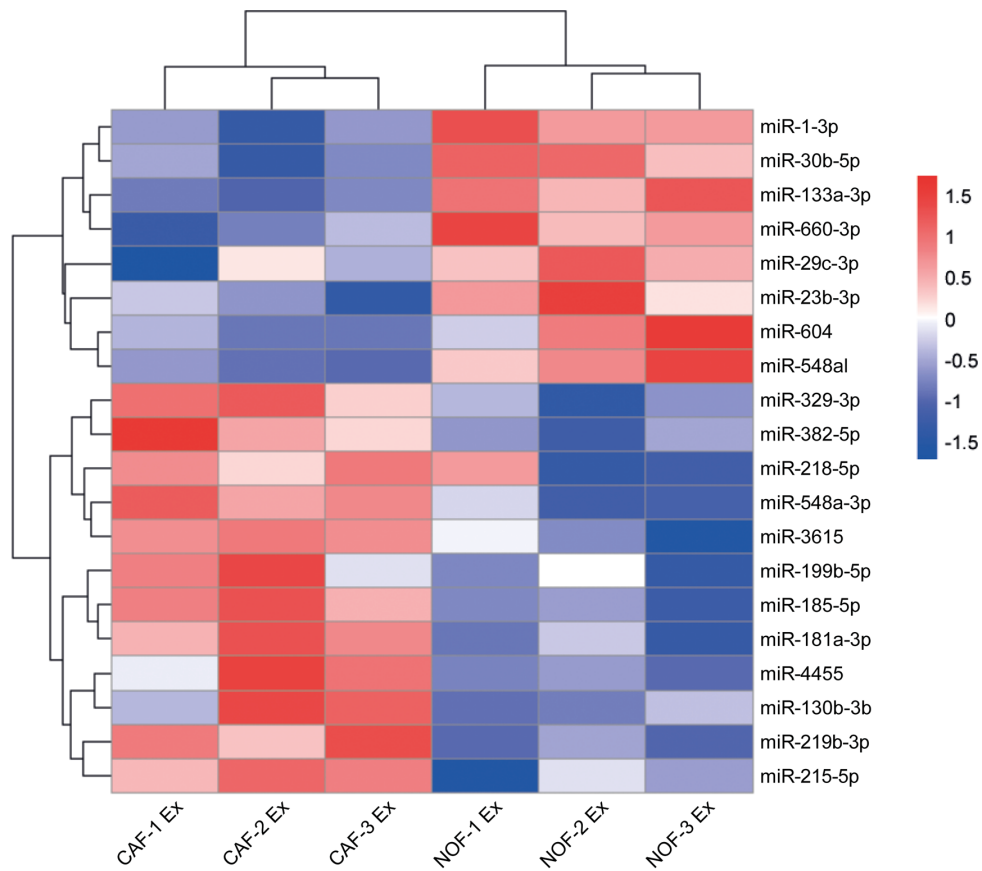 miR-1-3p
miR-30b-5p
miR-133a-3p
miR-660-3p
miR-29c-3p
miR-23b-3p
miR-604
miR-548al
miR-329-3p
miR-382-5p
miR-218-5p
miR-548a-3p
miR-3615
miR-199b-5p
miR-185-5p
miR-181a-3p
miR-4455
miR-130b-3b
miR-219b-3p
miR-215-5p
1.5
1
0.5
0
-0.5
-1
-1.5
CAF-1 Ex
CAF-2 Ex
CAF-3 Ex
NOF-1 Ex
NOF-2 Ex
NOF-3 Ex